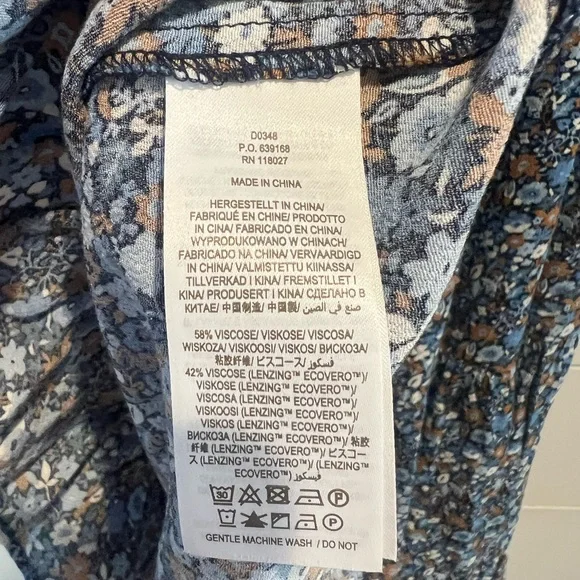 D0348
P.O. 639168
RN 118027
MADE IN CHINA
HERGESTELLT IN CHINA/
FABRIQUÉ EN CHINE/ PRODOTTO
IN CINA/ FABRICADO EN CHINA/
WYPRODUKOWANO W CHINACH/
FABRICADO NA CHINA/ VERVAARDIGD
IN CHINA/ VALMISTETTU KIINASSA/
TILLVERKAD I KINA/ FREMSTILLET I
KINA/ PRODUSERT I KINA/ СДЕЛАНО В
КИТАЕ/ 中国制造/ 中国製/ صنع في الصين
58% VISCOSE/ VISKOSE/ VISCOSA/
WISKOZA/ VISKOOSI/ VISKOS/ ВИСКОЗА/
粘胶纤维/ ビスコース/ فسكوز
42% VISCOSE (LENZING™ ECOVERO™)/
VISKOSE (LENZING™ ECOVERO™)/
VISCOSA (LENZING™ ECOVERO™)/
WISKOZA (LENZING™ ECOVERO™)/
VISKOOSI (LENZING™ ECOVERO™)/
VISKOS (LENZING™ ECOVERO™)/
ВИСКОЗА (LENZING™ ECOVERO™)/ 粘胶
纤维 (LENZING™ ECOVERO™)/ ビスコー
ス (LENZING™ ECOVERO™)/
(LENZING™ ECOVERO™) فيسكوز
30 P
P
GENTLE MACHINE WASH / DO NOT